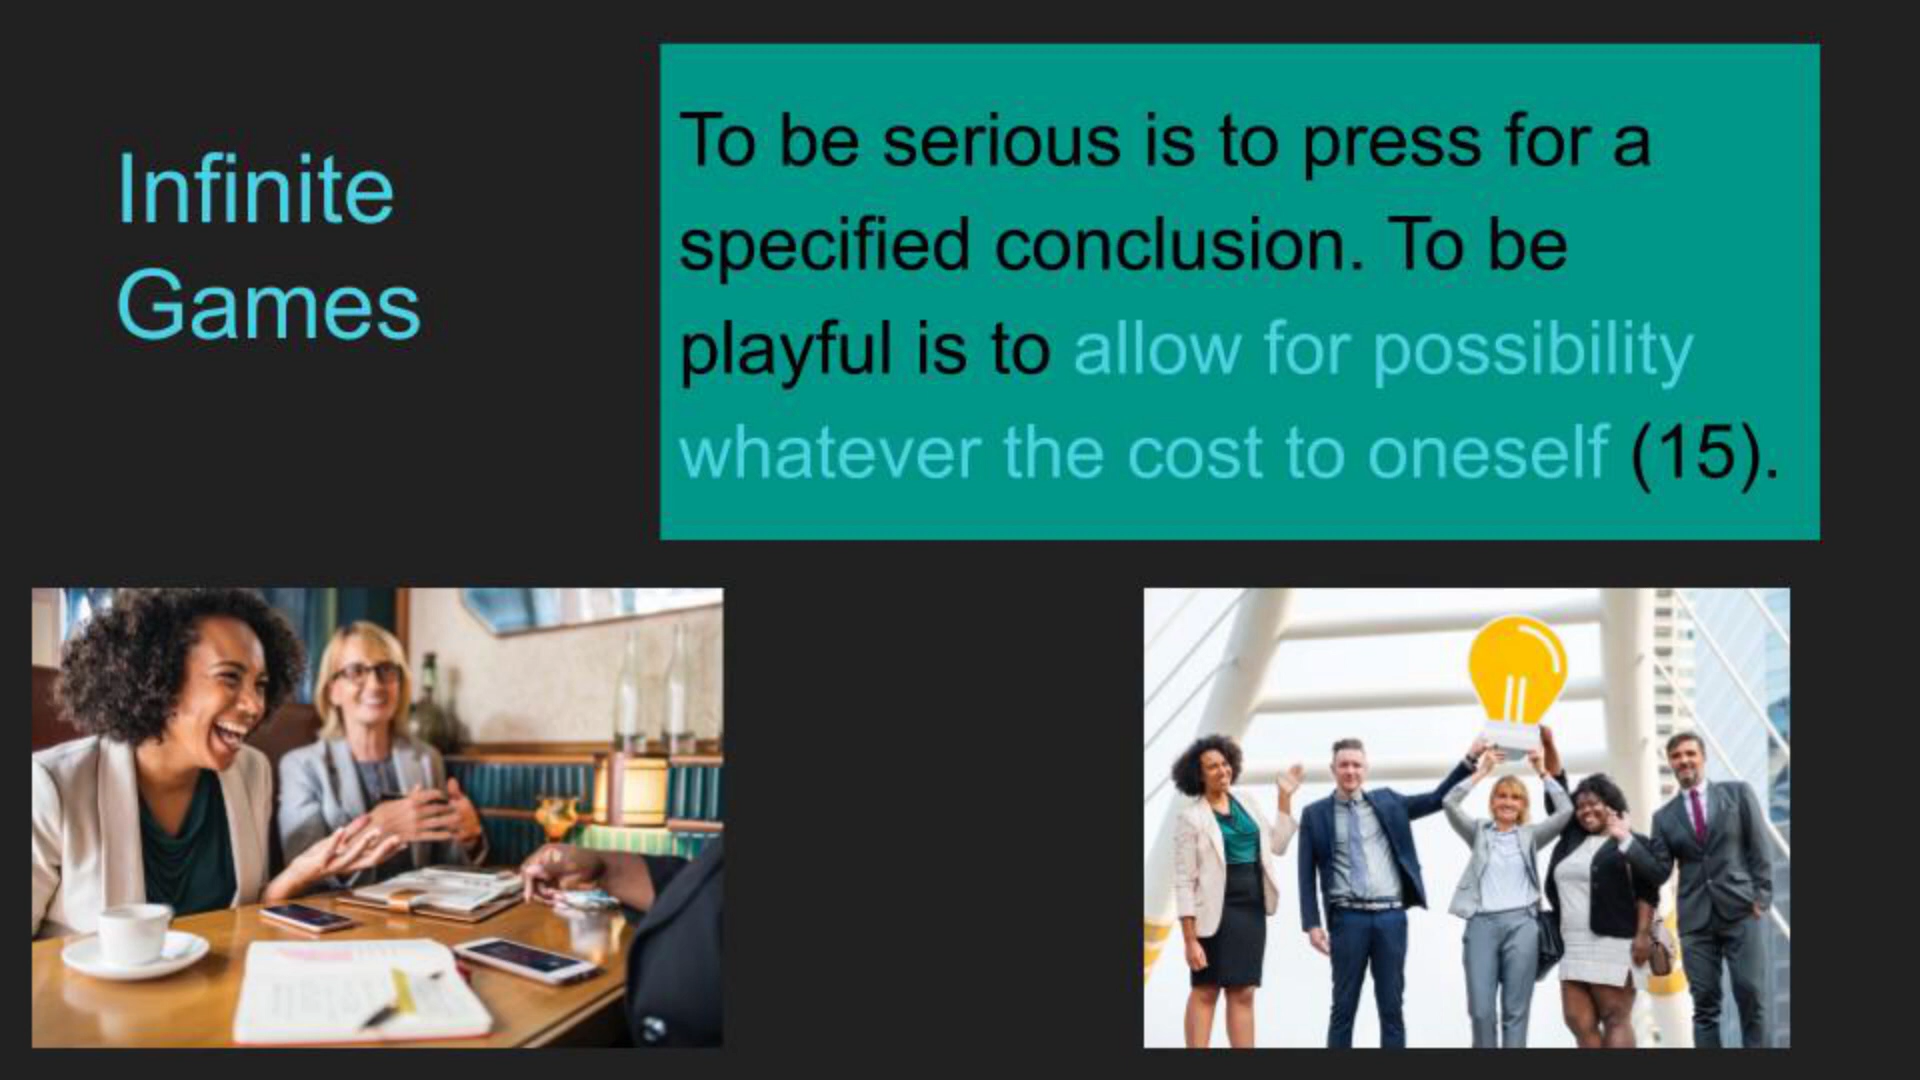 Infinite
Games
To be serious is to press for a
specified conclusion. To be
playful is to allow for possibility
whatever the cost to oneself (15).